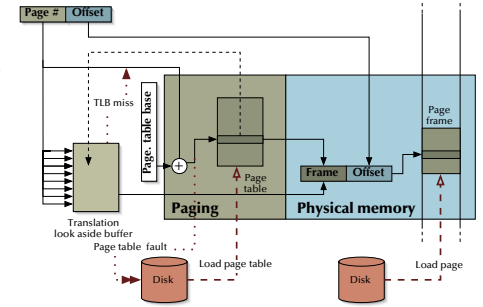 Page # Offset
TLB miss
Page. table base
Page
frame
Page
table
Frame Offset
Paging
Physical memory
Translation
look aside buffer
Page table fault
Load page table
Load page
Disk
Disk